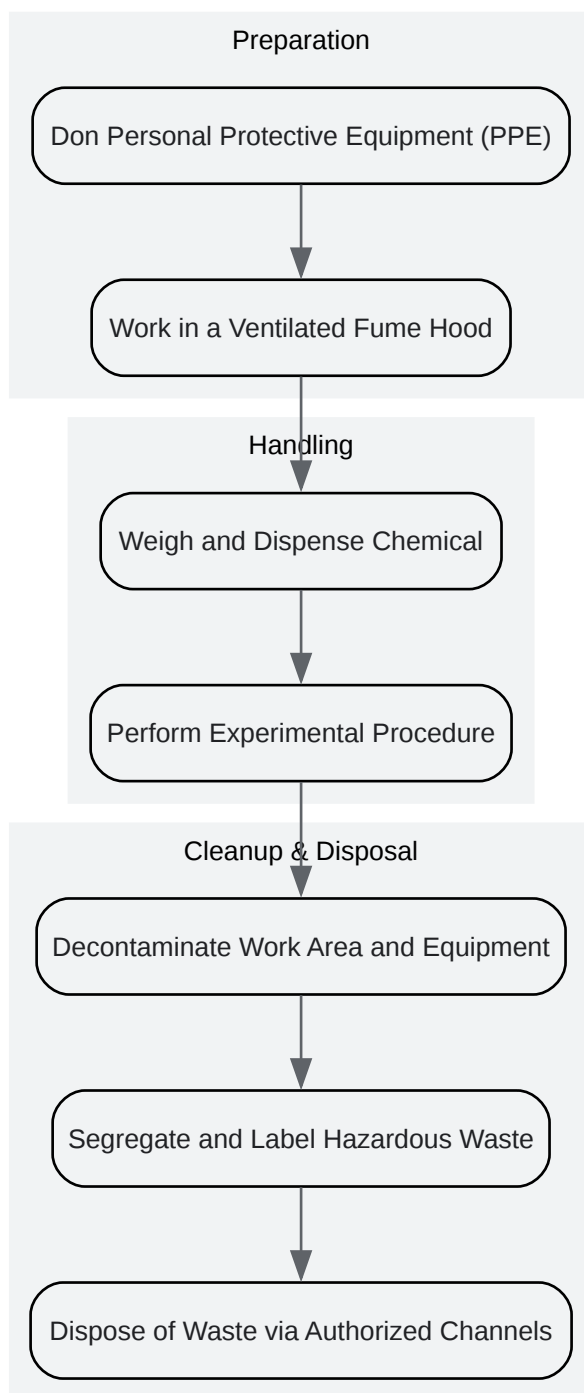 Preparation
Don Personal Protective Equipment (PPE)
Work in a Ventilated Fume Hood
Handling
Weigh and Dispense Chemical
Perform Experimental Procedure
Cleanup & Disposal
Decontaminate Work Area and Equipment
Segregate and Label Hazardous Waste
Dispose of Waste via Authorized Channels